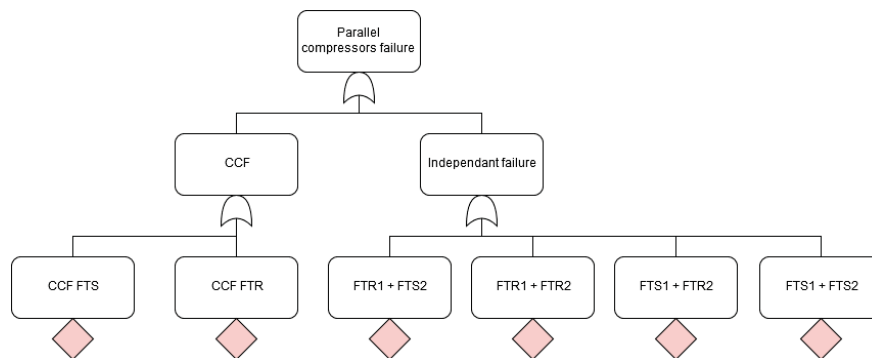 Parallel
compressors failure
CCF
Independant failure
CCF FTS
CCF FTR
FTR1 + FTS2
FTR1 + FTR2
FTS1 + FTR2
FTS1 + FTS2